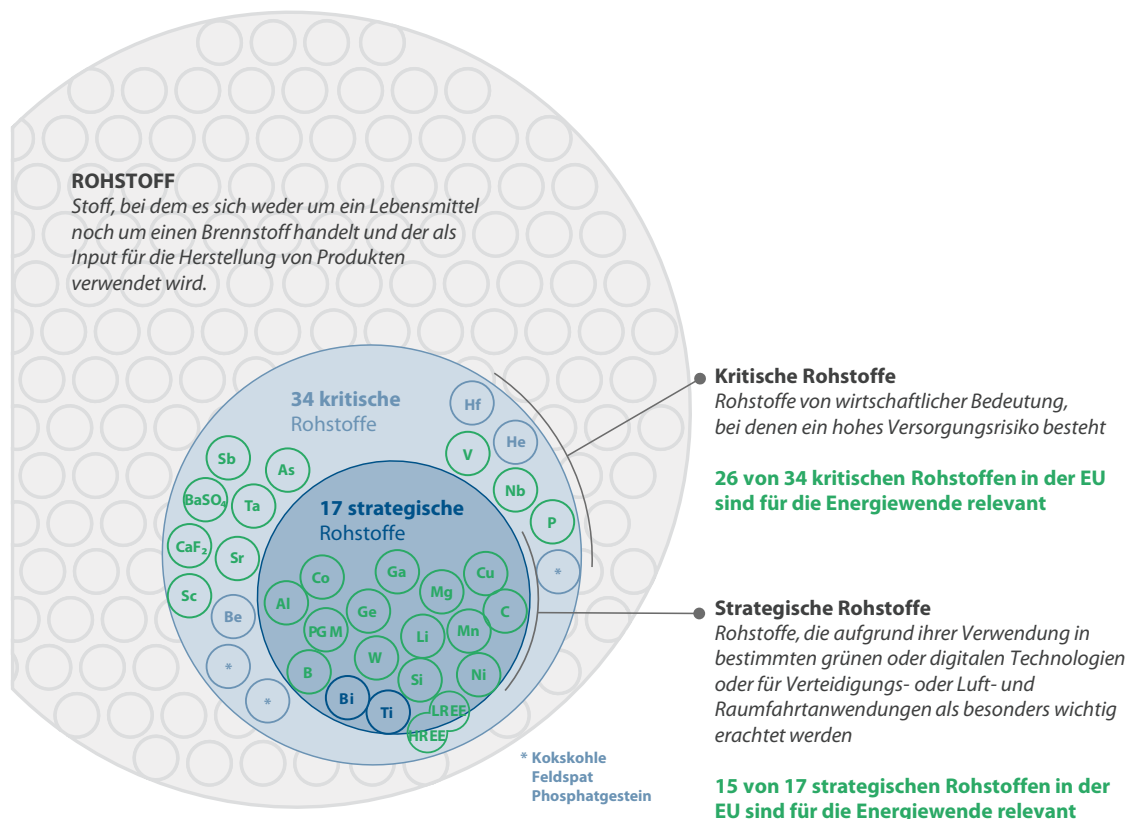 ROHSTOFF
Stoff, bei dem es sich weder um ein Lebensmittel
noch um einen Brennstoff handelt und der als
Input für die Herstellung von Produkten
verwendet wird.
34 kritische
Rohstoffe
Hf
He
V
Nb
P
*
Sb
As
BaSO₄
Ta
CaF₂
Sr
Sc
Be
*
*
17 strategische
Rohstoffe
Co
Ga
Cu
Al
Mg
Ge
C
PGM
Li
Mn
B
W
Si
Ni
Bi
Ti
LREE
HREE
* Kokskohle
Feldspat
Phosphatgestein
Kritische Rohstoffe
Rohstoffe von wirtschaftlicher Bedeutung,
bei denen ein hohes Versorgungsrisiko besteht
26 von 34 kritischen Rohstoffen in der EU
sind für die Energiewende relevant
Strategische Rohstoffe
Rohstoffe, die aufgrund ihrer Verwendung in
bestimmten grünen oder digitalen Technologien
oder für Verteidigungs- oder Luft- und
Raumfahrtanwendungen als besonders wichtig
erachtet werden
15 von 17 strategischen Rohstoffen in der
EU sind für die Energiewende relevant